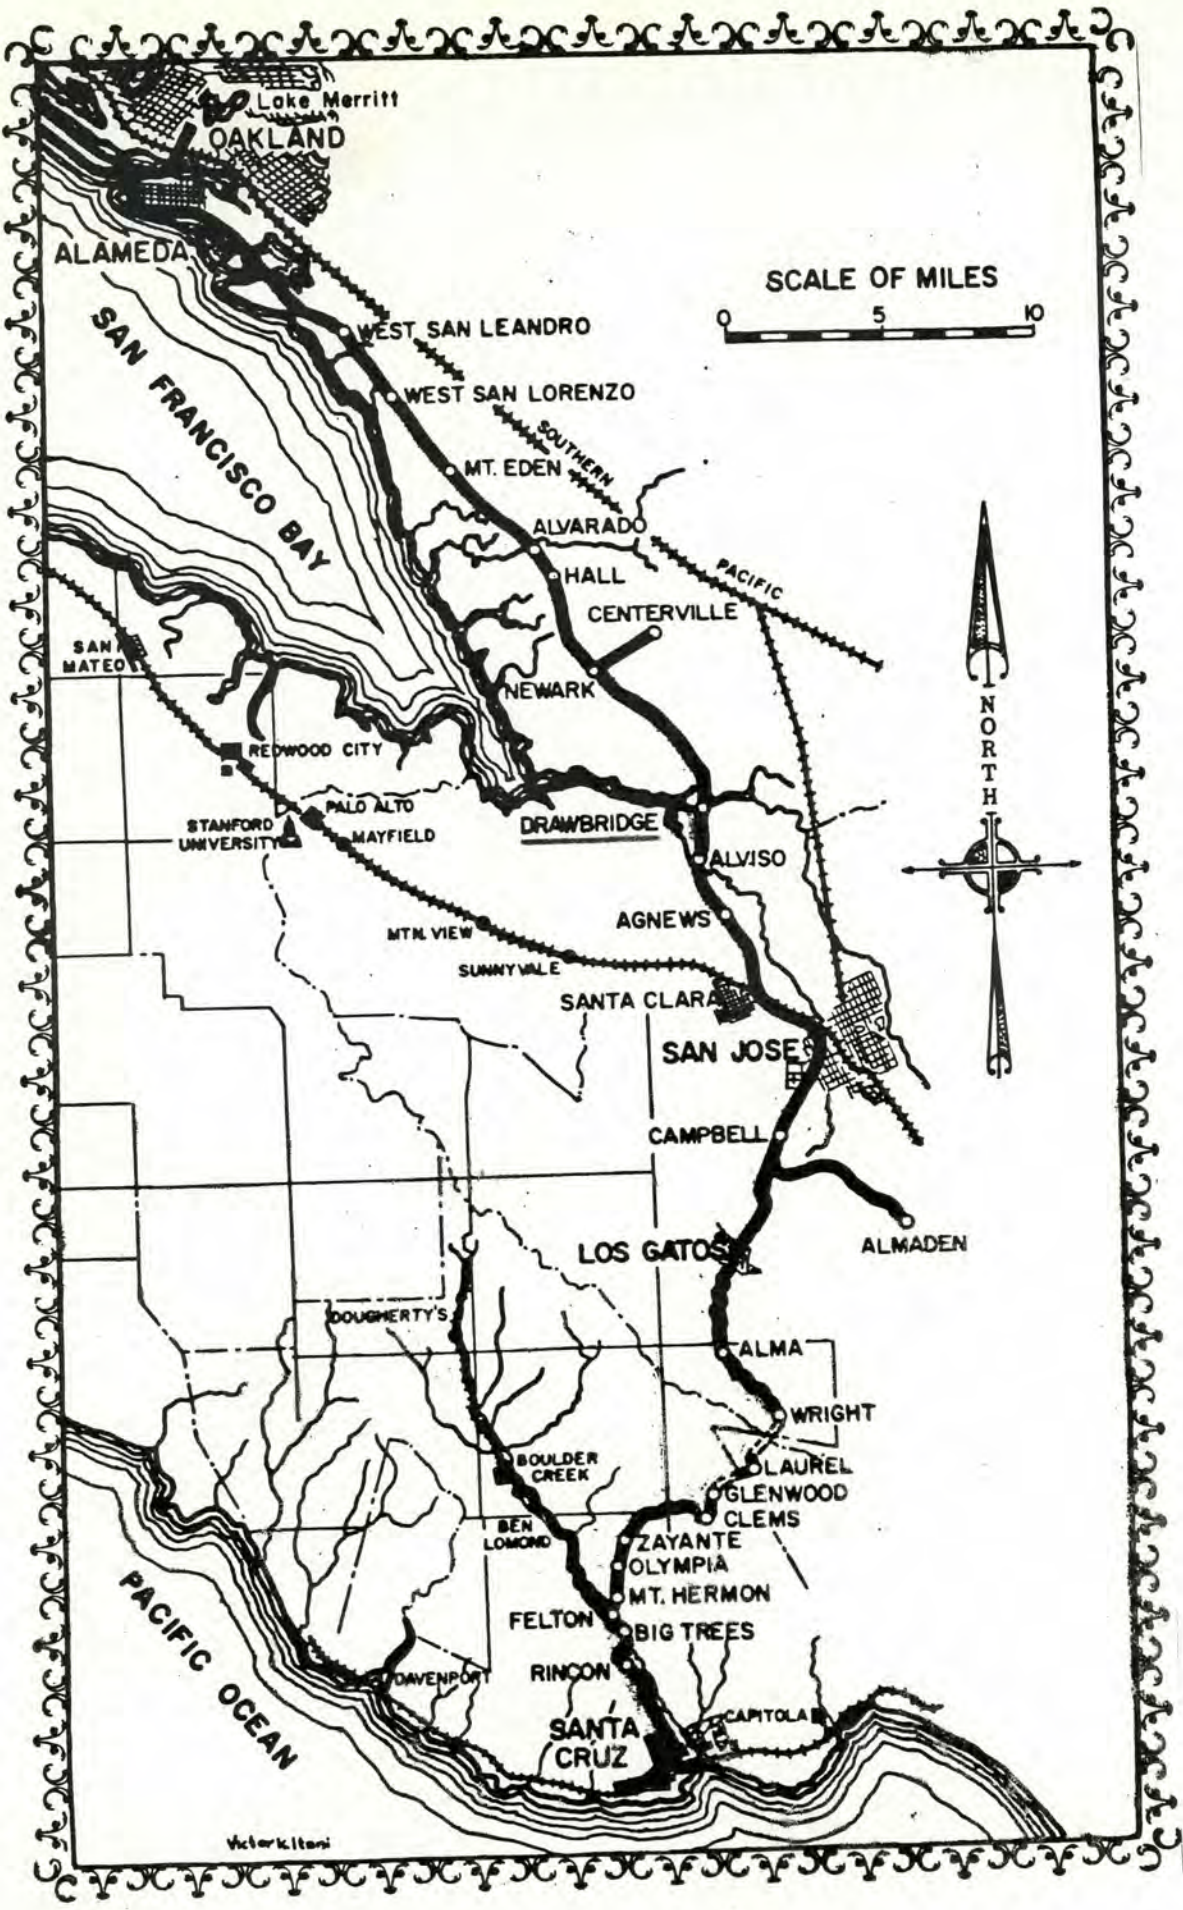 Lake Merritt
OAKLAND
ALAMEDA
SCALE OF MILES
0 5 10
SAN FRANCISCO BAY
WEST SAN LEANDRO
WEST SAN LORENZO
SOUTHERN
MT. EDEN
ALVARADO
PACIFIC
HALL
CENTERVILLE
SAN
MATEO
NEWARK
NORTH
REDWOOD CITY
PALO ALTO
STANFORD
UNIVERSITY
MAYFIELD
DRAWBRIDGE
ALVISO
AGNEWS
MTN. VIEW
SUNNYVALE
SANTA CLARA
SAN JOSE
CAMPBELL
LOS GATOS
ALMADEN
DOUGHERTY'S
ALMA
WRIGHT
BOULDER
CREEK
LAUREL
GLENWOOD
CLEMS
BEN
LOMOND
ZAYANTE
OLYMPIA
MT. HERMON
FELTON
BIG TREES
RINCON
PACIFIC OCEAN
DAVENPORT
CAPITOLA
SANTA
CRUZ